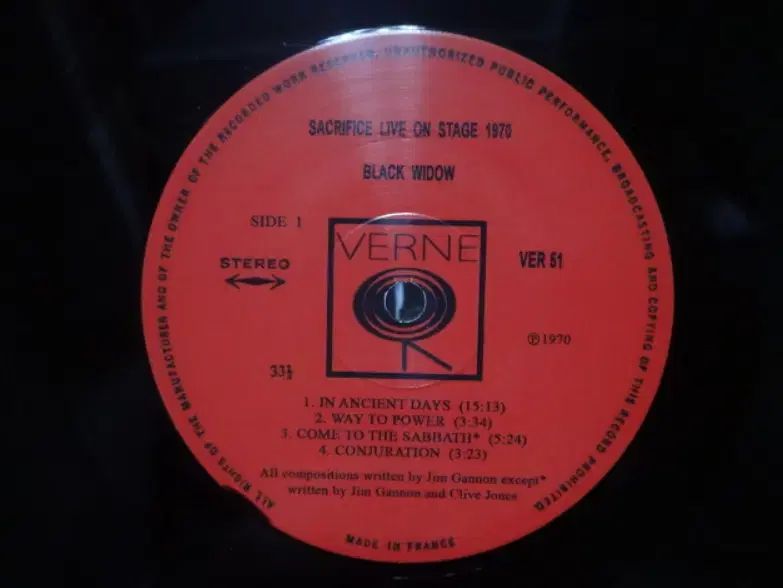 ALL RIGHTS OF THE MANUFACTURER AND OF THE OWNER OF THE RECORDED WORK RESERVED. UNAUTHORIZED PUBLIC PERFORMANCE, BROADCASTING AND COPYING OF THIS RECORD PROHIBITED.
SACRIFICE LIVE ON STAGE 1970
BLACK WIDOW
SIDE 1
VERNE
STEREO
VER 51
℗1970
33⅓
1. IN ANCIENT DAYS (15:13)
2. WAY TO POWER (3:34)
3. COME TO THE SABBATH* (5:24)
4. CONJURATION (3:23)
All compositions written by Jim Gannon except*
written by Jim Gannon and Clive Jones
MADE IN FRANCE